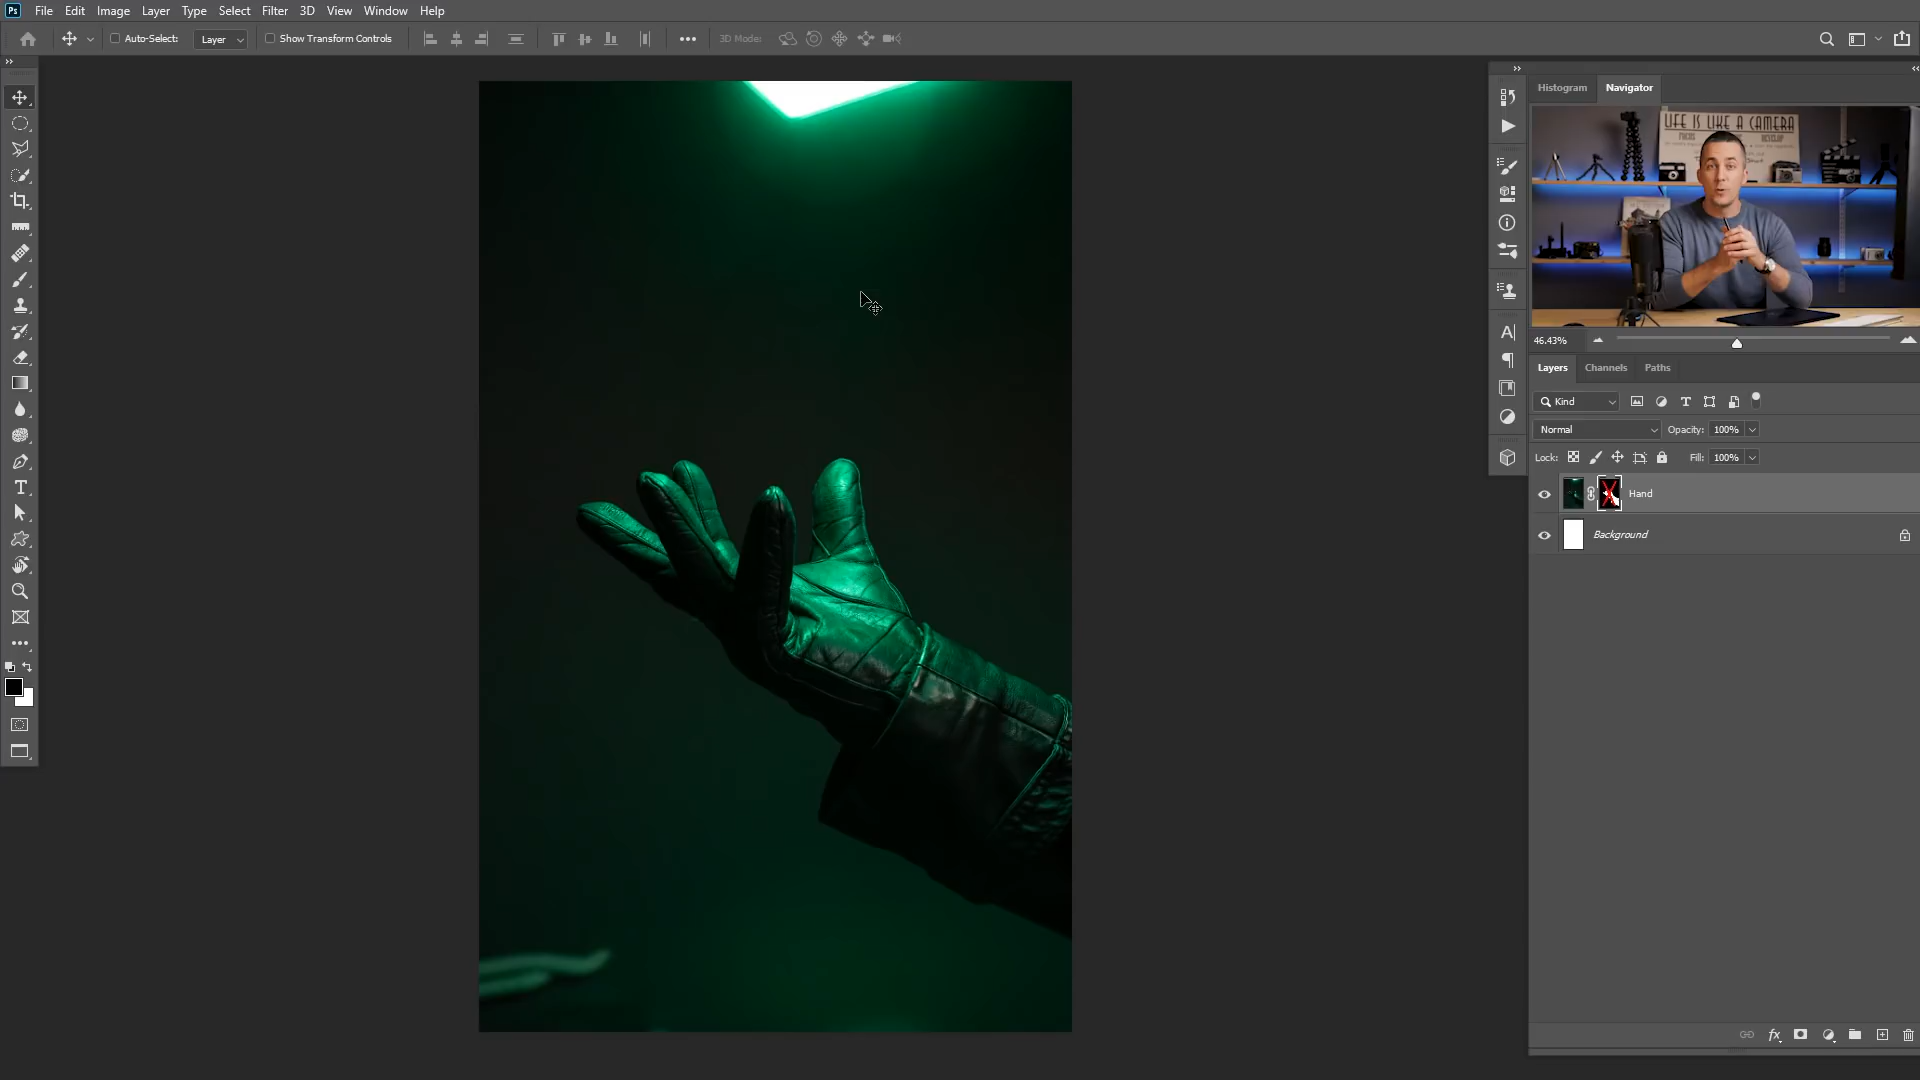 Ps File Edit Image Layer Type Select Filter 3D View Window Help
Auto-Select: Layer Show Transform Controls 3D Mode:
Histogram Navigator
LIFE IS LIKE A CAMERA
46.43%
Layers Channels Paths
Kind
Normal Opacity: 100%
Lock: Fill: 100%
Hand
Background